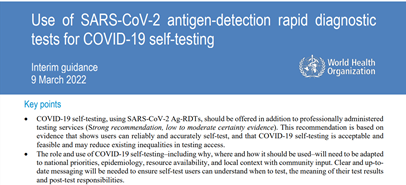 Use of SARS-CoV-2 antigen-detection rapid diagnostic
tests for COVID-19 self-testing
Interim guidance
9 March 2022
World Health
Organization
Key points
• COVID-19 self-testing, using SARS-CoV-2 Ag-RDTs, should be offered in addition to professionally administered
testing services (Strong recommendation, low to moderate certainty evidence). This recommendation is based on
evidence that shows users can reliably and accurately self-test, and that COVID-19 self-testing is acceptable and
feasible and may reduce existing inequalities in testing access.
• The role and use of COVID-19 self-testing–including why, where and how it should be used–will need to be adapted
to national priorities, epidemiology, resource availability, and local context with community input. Clear and up-to-
date messaging will be needed to ensure self-test users can understand when to test, the meaning of their test
results and post-test responsibilities.